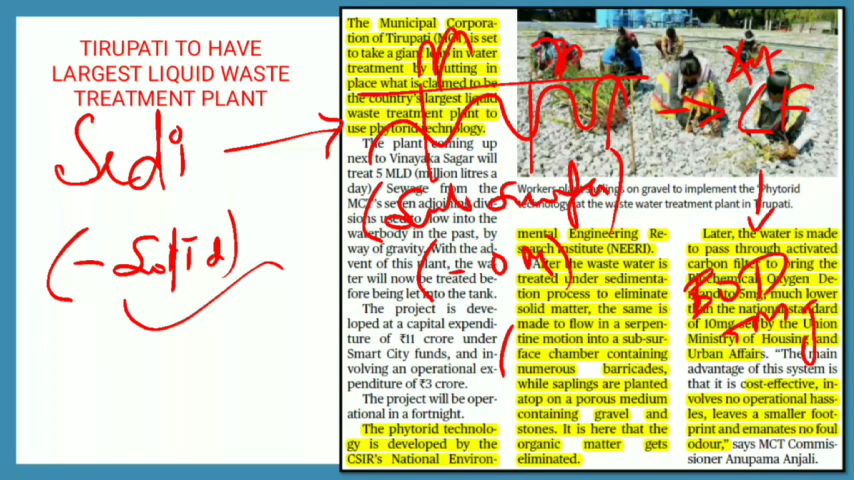 TIRUPATI TO HAVE
LARGEST LIQUID WASTE
TREATMENT PLANT
Sedi
(- Solid)
The Municipal Corpora-
tion of Tirupati (MCT) is set
to take a giant leap in water
treatment by putting in
place what is claimed to be
the country's largest liquid
waste treatment plant to
use phytorid technology.
The plant coming up
next to Vinayaka Sagar will
treat 5 MLD (million litres a
day). Sewage from the
MCT's seven adjoining divi-
sions used to flow into the
waterbody in the past, by
way of gravity. With the ad-
vent of this plant, the wa-
ter will now be treated be-
fore being let into the tank.
The project is deve-
loped at a capital expendi-
ture of ₹11 crore under
Smart City funds, and in-
volving an operational ex-
penditure of ₹3 crore.
The project will be oper-
ational in a fortnight.
The phytorid technolo-
gy is developed by the
CSIR's National Environ-
Workers plant saplings on gravel to implement the 'Phytorid
technology' at the waste water treatment plant in Tirupati.
mental Engineering Re-
search Institute (NEERI).
After the waste water is
treated under sedimenta-
tion process to eliminate
solid matter, the same is
made to flow in a serpen-
tine motion into a sub-sur-
face chamber containing
numerous barricades,
while saplings are planted
atop on a porous medium
containing gravel and
stones. It is here that the
organic matter gets
eliminated.
Later, the water is made
to pass through activated
carbon filter to bring the
Biochemical Oxygen De-
mand to 5mg, much lower
than the national standard
of 10mg set by the Union
Ministry of Housing and
Urban Affairs. "The main
advantage of this system is
that it is cost-effective, in-
volves no operational hass-
les, leaves a smaller foot-
print and emanates no foul
odour," says MCT Commis-
sioner Anupama Anjali.
CF
BOD
5mg